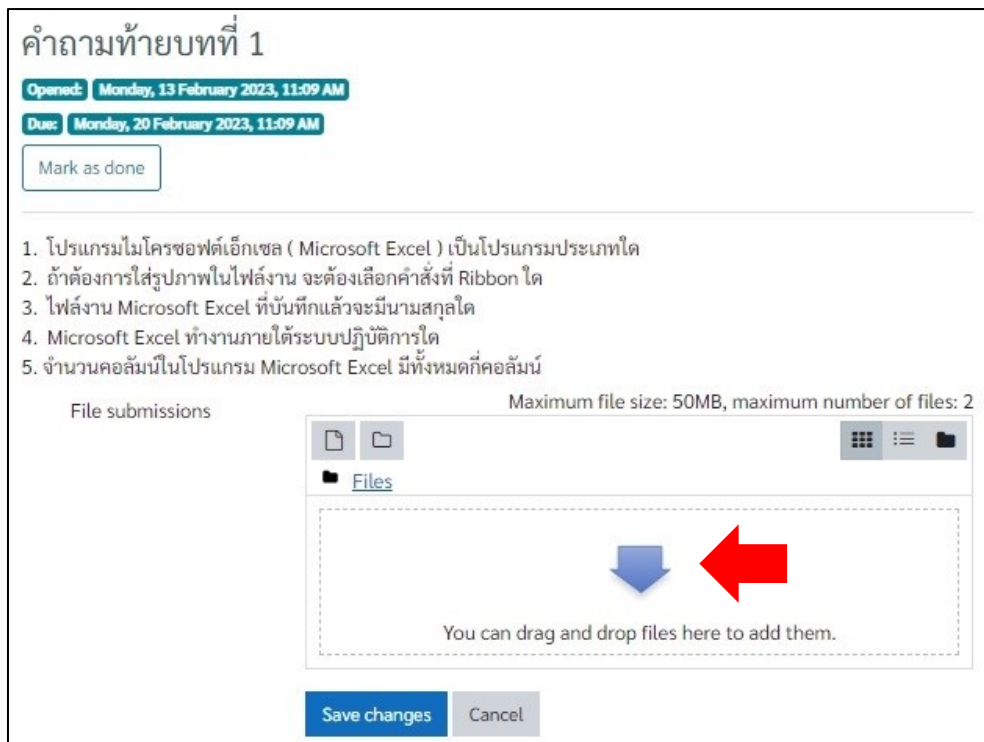 คำถามท้ายบทที่ 1
Opened: Monday, 13 February 2023, 11:09 AM
Due: Monday, 20 February 2023, 11:09 AM
Mark as done
1. โปรแกรมไมโครซอฟต์เอ็กเซล ( Microsoft Excel ) เป็นโปรแกรมประเภทใด
2. ถ้าต้องการใส่รูปภาพในไฟล์งาน จะต้องเลือกคำสั่งที่ Ribbon ใด
3. ไฟล์งาน Microsoft Excel ที่บันทึกแล้วจะมีนามสกุลใด
4. Microsoft Excel ทำงานภายใต้ระบบปฏิบัติการใด
5. จำนวนคอลัมน์ในโปรแกรม Microsoft Excel มีทั้งหมดกี่คอลัมน์
File submissions
Maximum file size: 50MB, maximum number of files: 2
Files
You can drag and drop files here to add them.
Save changes Cancel